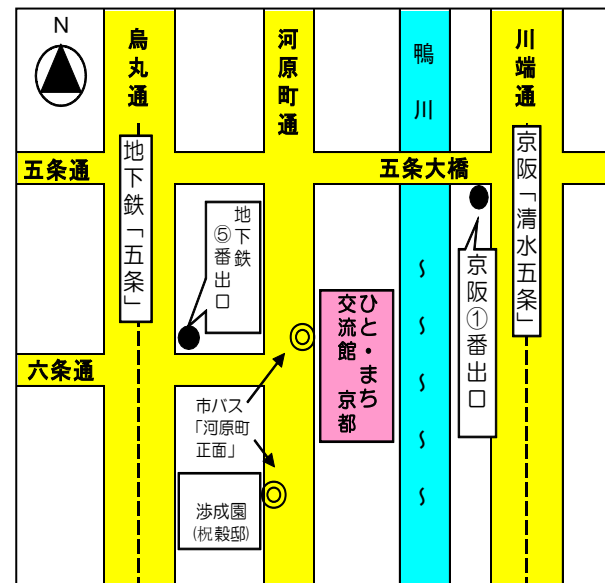 N
烏丸通
河原町通
鴨川
川端通
五条通
五条大橋
地下鉄「五条」
地下鉄
⑤番出口
京阪「清水五条」
京阪①番出口
ひと・まち
交流館 京都
六条通
市バス
「河原町
正面」
渉成園
(枳穀邸)